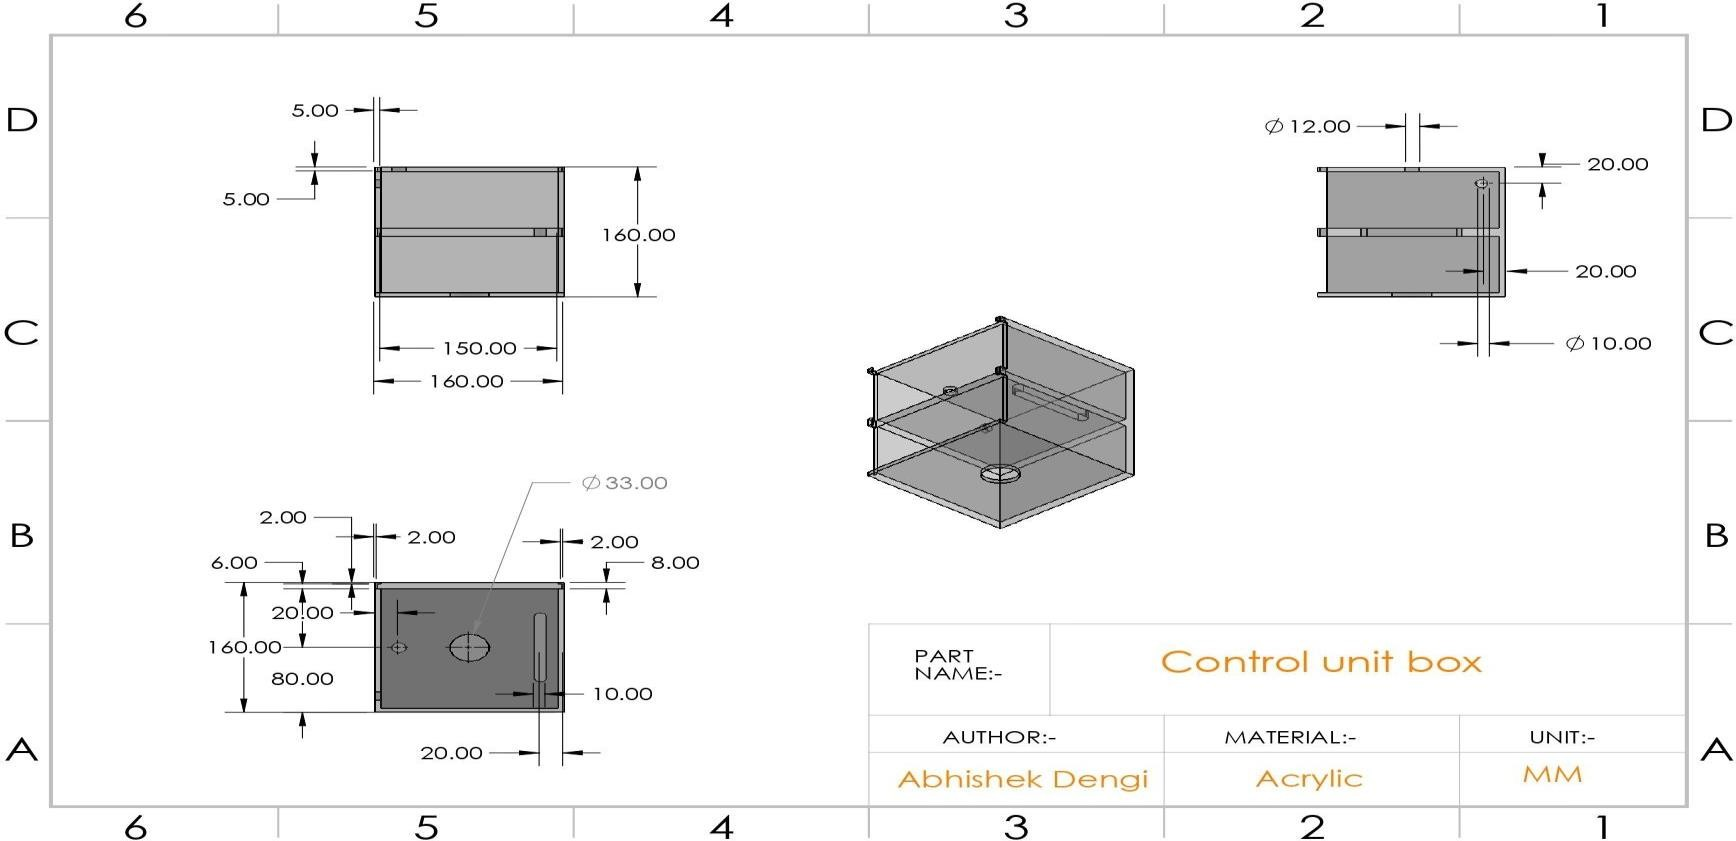 6 5 4 3 2 1
D D
5.00
5.00
160.00
150.00
160.00
Ø 12.00
20.00
20.00
Ø 10.00
C C
Ø 33.00
2.00
2.00
2.00
6.00
8.00
20.00
160.00
80.00
10.00
20.00
B B
PART
NAME:-
Control unit box
AUTHOR:- MATERIAL:- UNIT:-
Abhishek Dengi Acrylic MM
A A
6 5 4 3 2 1